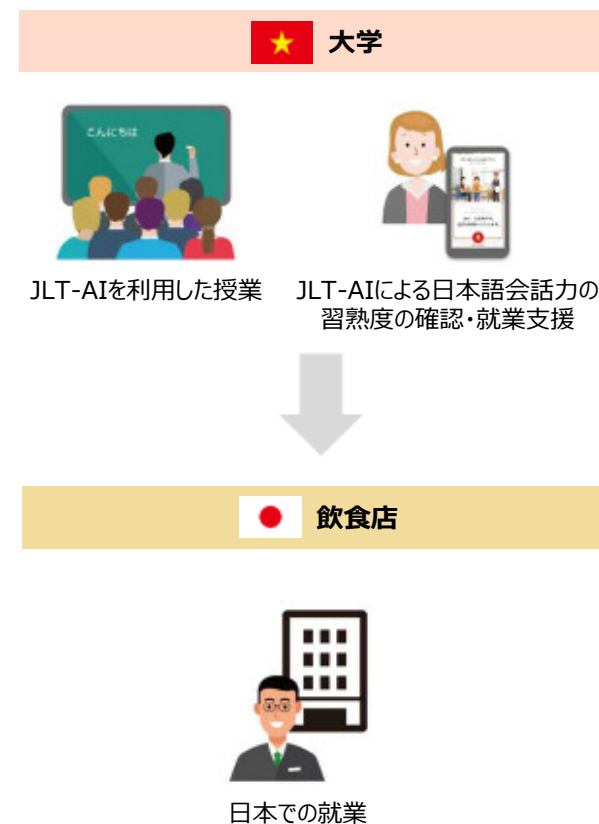 大学
こんにちは
JLT-AIを利用した授業
JLT-AIによる日本語会話力の
習熟度の確認・就業支援
飲食店
日本での就業